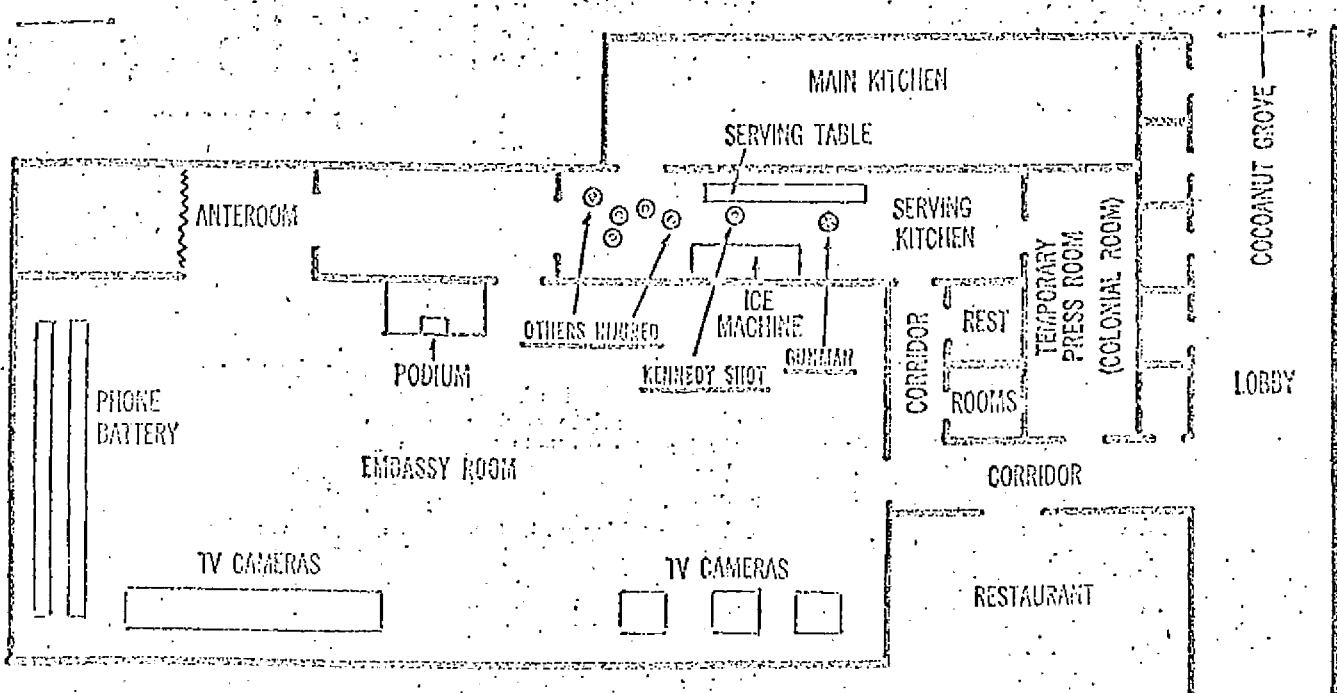 MAIN KITCHEN
SERVING TABLE
COCOANUT GROVE
ANTEROOM
SERVING
KITCHEN
TEMPORARY
PRESS ROOM
(COLONIAL ROOM)
OTHERS INJURED
ICE
MACHINE
GUNMAN
KENNEDY SHOT
PODIUM
CORRIDOR
REST
ROOMS
LOBBY
PHONE
BATTERY
EMBASSY ROOM
CORRIDOR
TV CAMERAS
TV CAMERAS
RESTAURANT